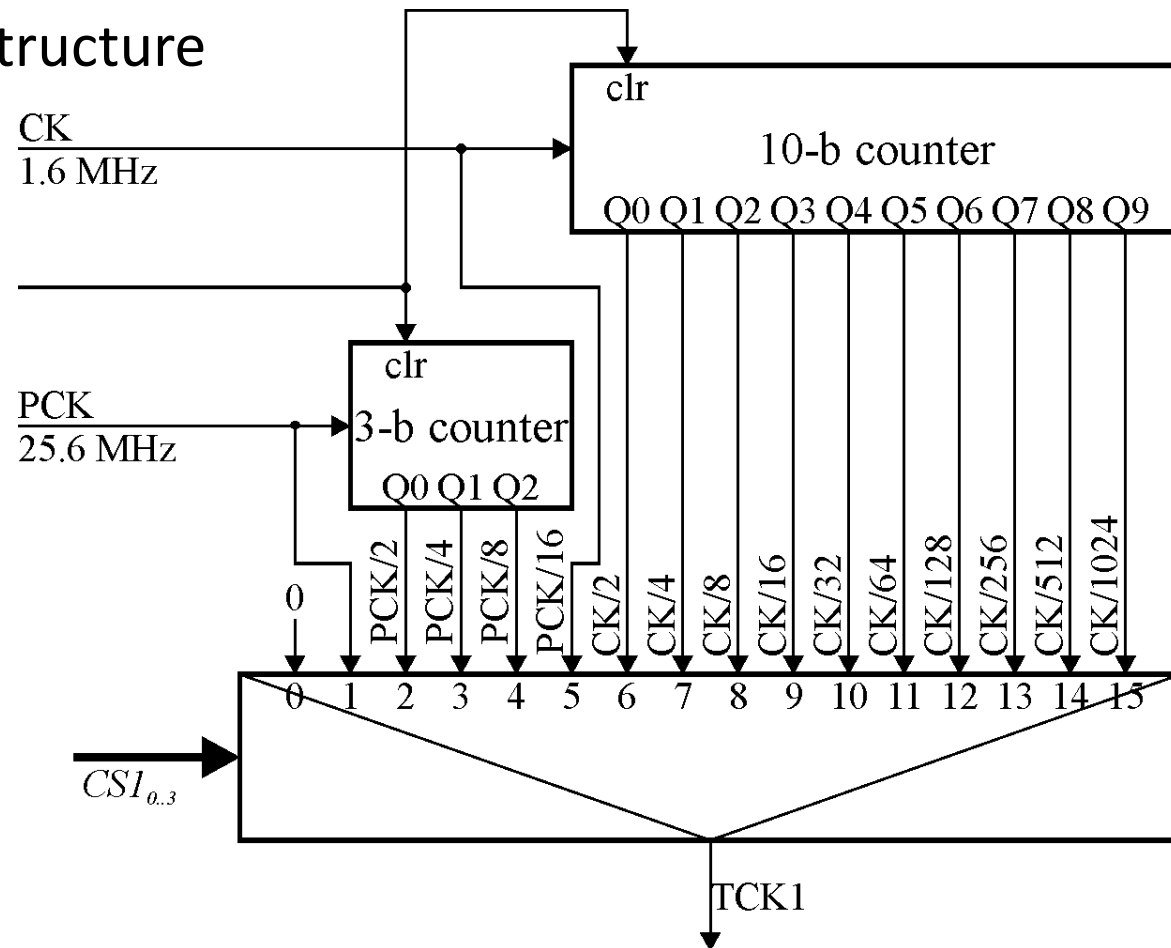 tructure
clr
CK
1.6 MHz
10-b counter
Q0 Q1 Q2 Q3 Q4 Q5 Q6 Q7 Q8 Q9
clr
PCK
25.6 MHz
3-b counter
Q0 Q1 Q2
0
PCK/2
PCK/4
PCK/8
PCK/16
CK/2
CK/4
CK/8
CK/16
CK/32
CK/64
CK/128
CK/256
CK/512
CK/1024
0 1 2 3 4 5 6 7 8 9 10 11 12 13 14 15
CS1 0..3
TCK1